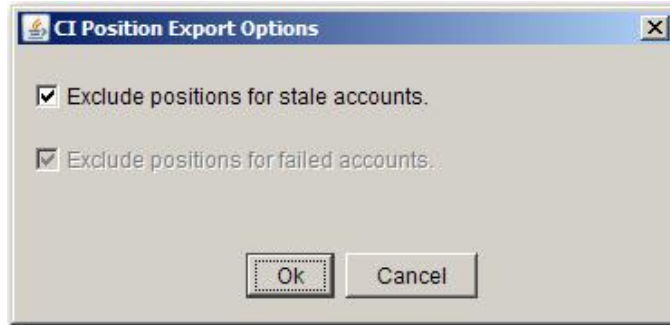 CI Position Export Options
Exclude positions for stale accounts.
Exclude positions for failed accounts.
Ok Cancel